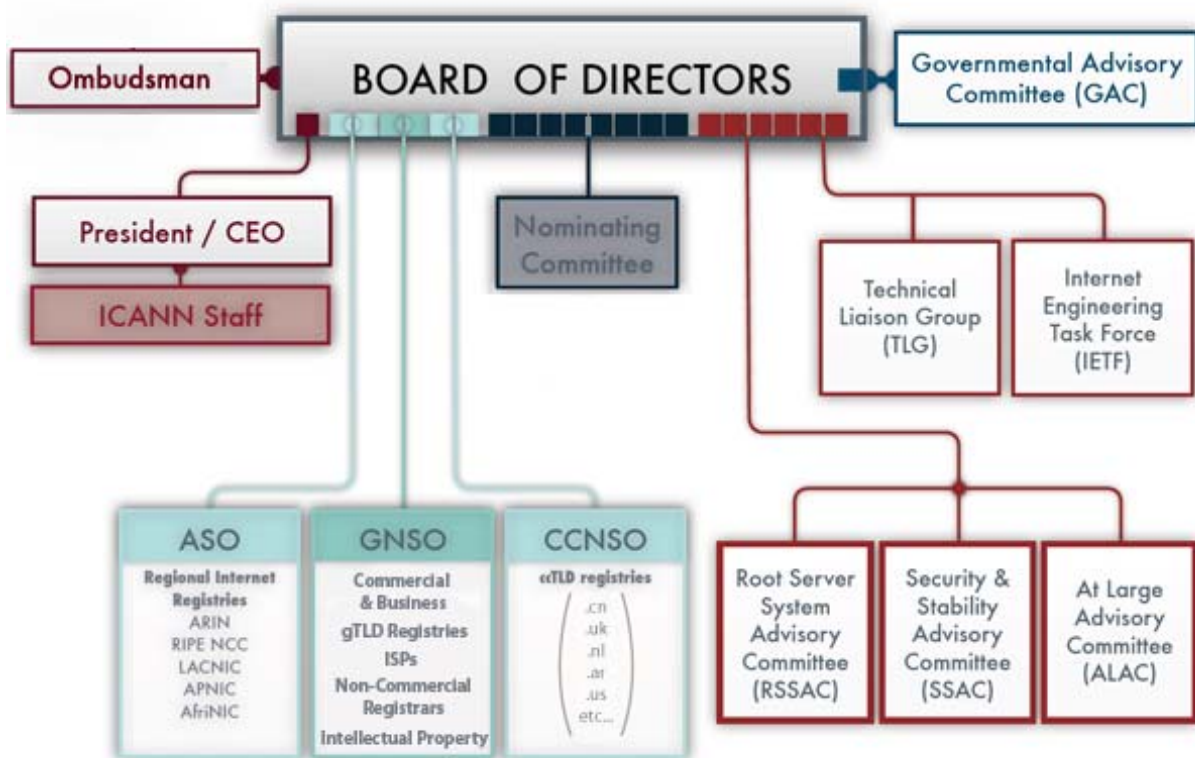 Ombudsman
BOARD OF DIRECTORS
Governmental Advisory
Committee (GAC)
President / CEO
ICANN Staff
Nominating
Committee
Technical
Liaison Group
(TLG)
Internet
Engineering
Task Force
(IETF)
ASO
Regional Internet
Registries
ARIN
RIPE NCC
LACNIC
APNIC
AfriNIC
GNSO
Commercial
& Business
gTLD Registries
ISPs
Non-Commercial
Registrars
Intellectual Property
CCNSO
ccTLD registries
.cn
.uk
.nl
.ar
.us
etc...
Root Server
System
Advisory
Committee
(RSSAC)
Security &
Stability
Advisory
Committee
(SSAC)
At Large
Advisory
Committee
(ALAC)